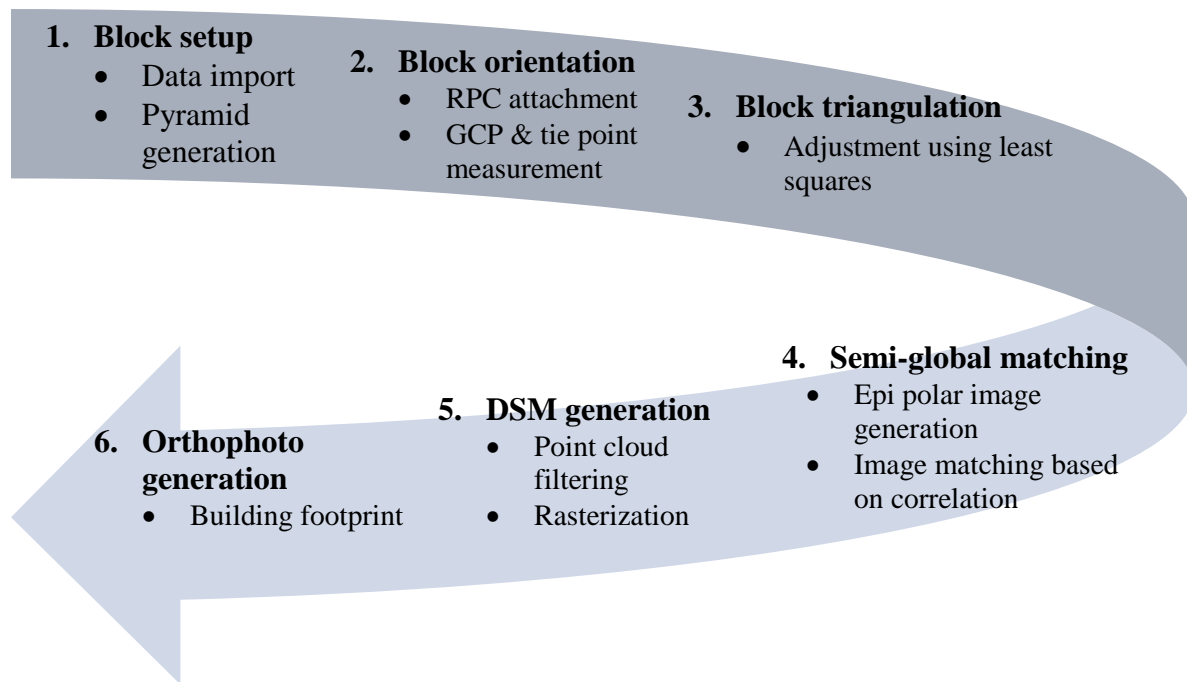 1. Block setup
• Data import
• Pyramid
generation
2. Block orientation
• RPC attachment
• GCP & tie point
measurement
3. Block triangulation
• Adjustment using least
squares
4. Semi-global matching
• Epi polar image
generation
• Image matching based
on correlation
5. DSM generation
• Point cloud
filtering
• Rasterization
6. Orthophoto
generation
• Building footprint